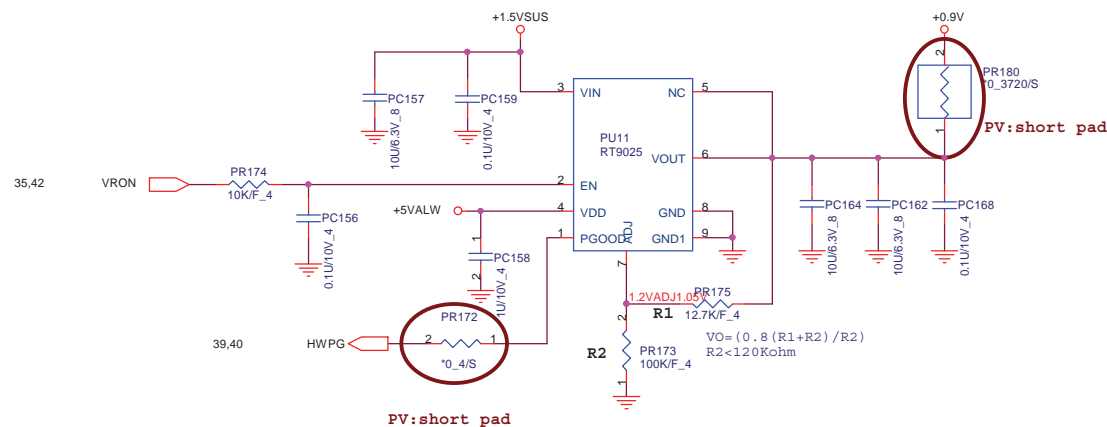 +1.5VSUS
+0.9V
2
PR180
*0_3720/S
1
PV:short pad
PC157
10U/6.3V_8
PC159
0.1U/10V_4
3
VIN
NC
5
PU11
RT9025
VOUT
6
35,42
VRON
PR174
10K/F_4
2
EN
PC156
0.1U/10V_4
+5VALW
4
VDD
GND
8
1
PGOOD
GND1
9
ADJ
7
PC164
10U/6.3V_8
PC162
10U/6.3V_8
PC168
0.1U/10V_4
1
PC158
2
1U/10V_4
1.2VADJ1.05V
PR175
R1
12.7K/F_4
VO=(0.8(R1+R2)/R2)
R2<120Kohm
PR172
39,40
HWPG
2
1
*0_4/S
2
R2
PR173
100K/F_4
1
PV:short pad